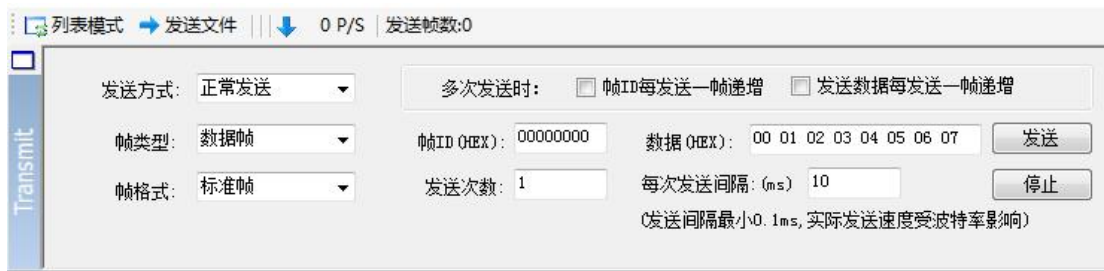 列表模式 发送文件 0 P/S 发送帧数:0
Transmit
发送方式: 正常发送 多次发送时: 帧ID每发送一帧递增 发送数据每发送一帧递增
帧类型: 数据帧 帧ID(HEX): 00000000 数据(HEX): 00 01 02 03 04 05 06 07 发送
帧格式: 标准帧 发送次数: 1 每次发送间隔:(ms) 10 停止
(发送间隔最小0.1ms,实际发送速度受波特率影响)